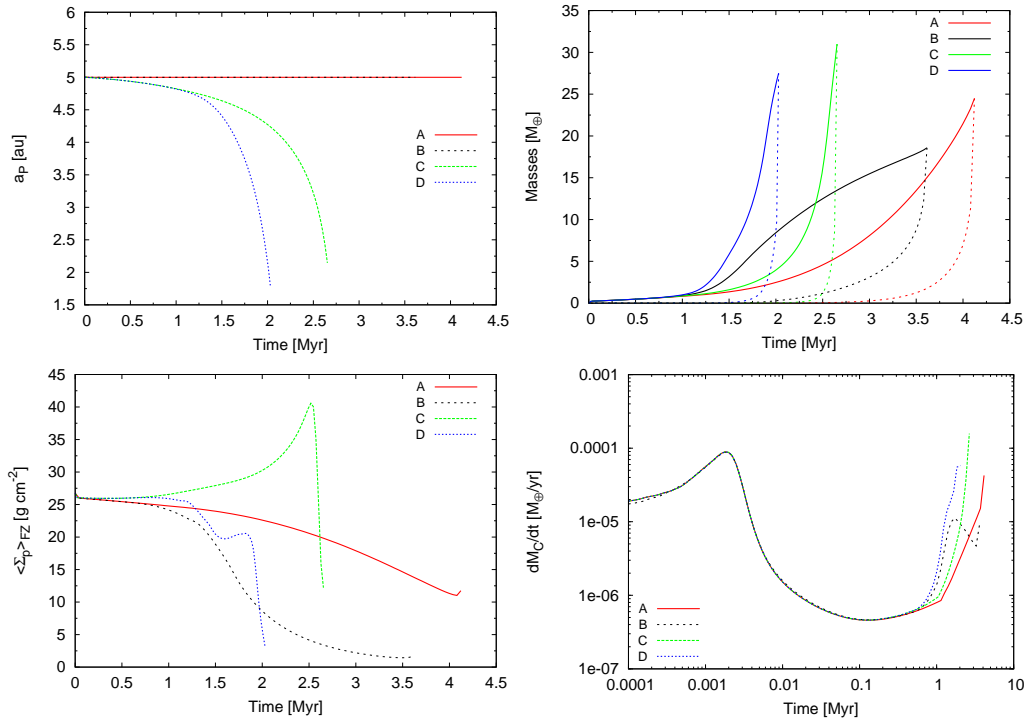 6
5.5
5
4.5
4
3.5
3
2.5
2
1.5
0 0.5 1 1.5 2 2.5 3 3.5 4 4.5
a_P [au]
Time [Myr]
A
B
C
D
35
30
25
20
15
10
5
0
0 0.5 1 1.5 2 2.5 3 3.5 4 4.5
Masses [M⊕]
Time [Myr]
A
B
C
D
45
40
35
30
25
20
15
10
5
0
0 0.5 1 1.5 2 2.5 3 3.5 4 4.5
<Σ_p>_FZ [g cm^-2]
Time [Myr]
A
B
C
D
0.001
0.0001
1e-05
1e-06
1e-07
0.0001 0.001 0.01 0.1 1 10
dM_C/dt [M⊕/yr]
Time [Myr]
A
B
C
D